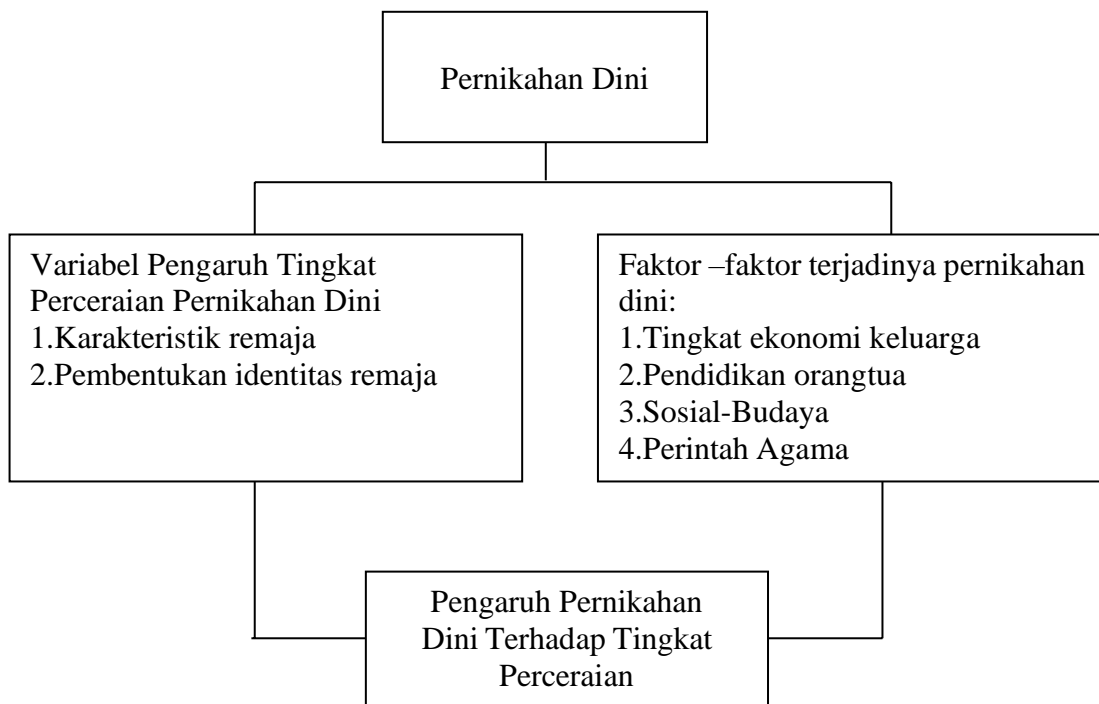 Pernikahan Dini
Variabel Pengaruh Tingkat
Perceraian Pernikahan Dini
1.Karakteristik remaja
2.Pembentukan identitas remaja
Faktor –faktor terjadinya pernikahan
dini:
1.Tingkat ekonomi keluarga
2.Pendidikan orangtua
3.Sosial-Budaya
4.Perintah Agama
Pengaruh Pernikahan
Dini Terhadap Tingkat
Perceraian